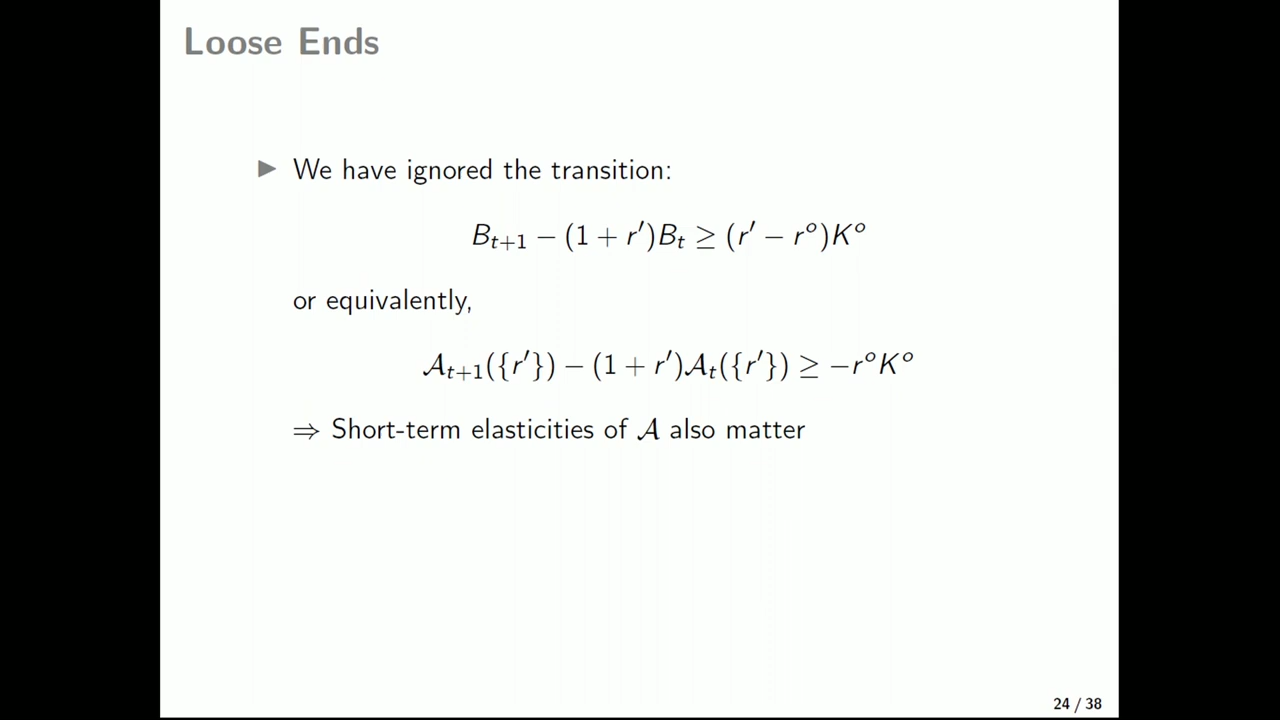 Loose Ends
▶ We have ignored the transition:
B_{t+1} − (1 + r′)B_t ≥ (r′ − r^o)K^o
or equivalently,
𝒜_{t+1}({r′}) − (1 + r′)𝒜_t({r′}) ≥ −r^oK^o
⇒ Short-term elasticities of 𝒜 also matter
24 / 38